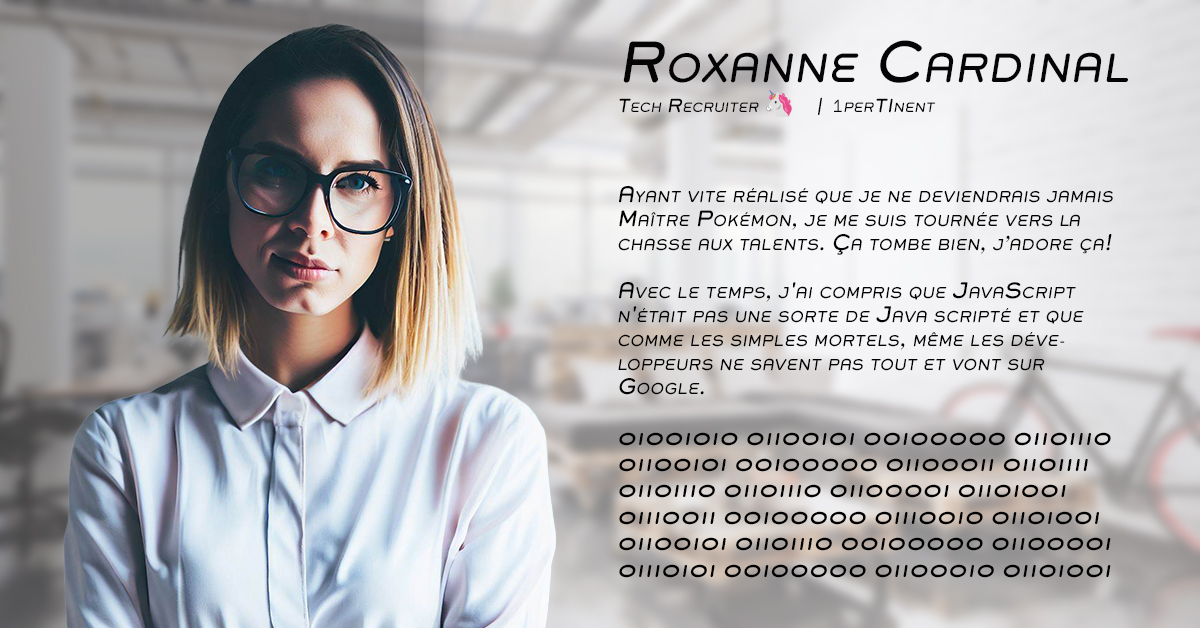 Roxanne Cardinal
Tech Recruiter 🦄 | 1perTInent
Ayant vite réalisé que je ne deviendrais jamais
Maître Pokémon, je me suis tournée vers la
chasse aux talents. Ça tombe bien, j'adore ça!
Avec le temps, j'ai compris que JavaScript
n'était pas une sorte de Java scripté et que
comme les simples mortels, même les déve-
loppeurs ne savent pas tout et vont sur
Google.
01001010 01100101 00100000 01101110
01100101 00100000 01100011 01101111
01101110 01101110 01100001 01101001
01110011 00100000 01110010 01101001
01100101 01101110 00100000 01100001
01110101 00100000 01100010 01101001